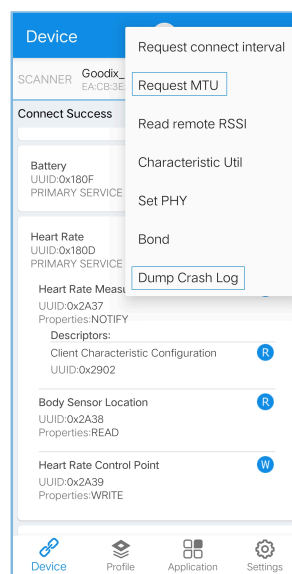 Device
Request connect interval
SCANNER
Goodix_
EA:CB:3E:
Request MTU
Connect Success
Read remote RSSI
Battery
UUID:0x180F
PRIMARY SERVICE
Characteristic Util
Set PHY
Bond
Dump Crash Log
Heart Rate
UUID:0x180D
PRIMARY SERVICE
Heart Rate Measu
UUID:0x2A37
Properties:NOTIFY
Descriptors:
Client Characteristic Configuration
R
UUID:0x2902
Body Sensor Location
R
UUID:0x2A38
Properties:READ
Heart Rate Control Point
W
UUID:0x2A39
Properties:WRITE
Device
Profile
Application
Settings